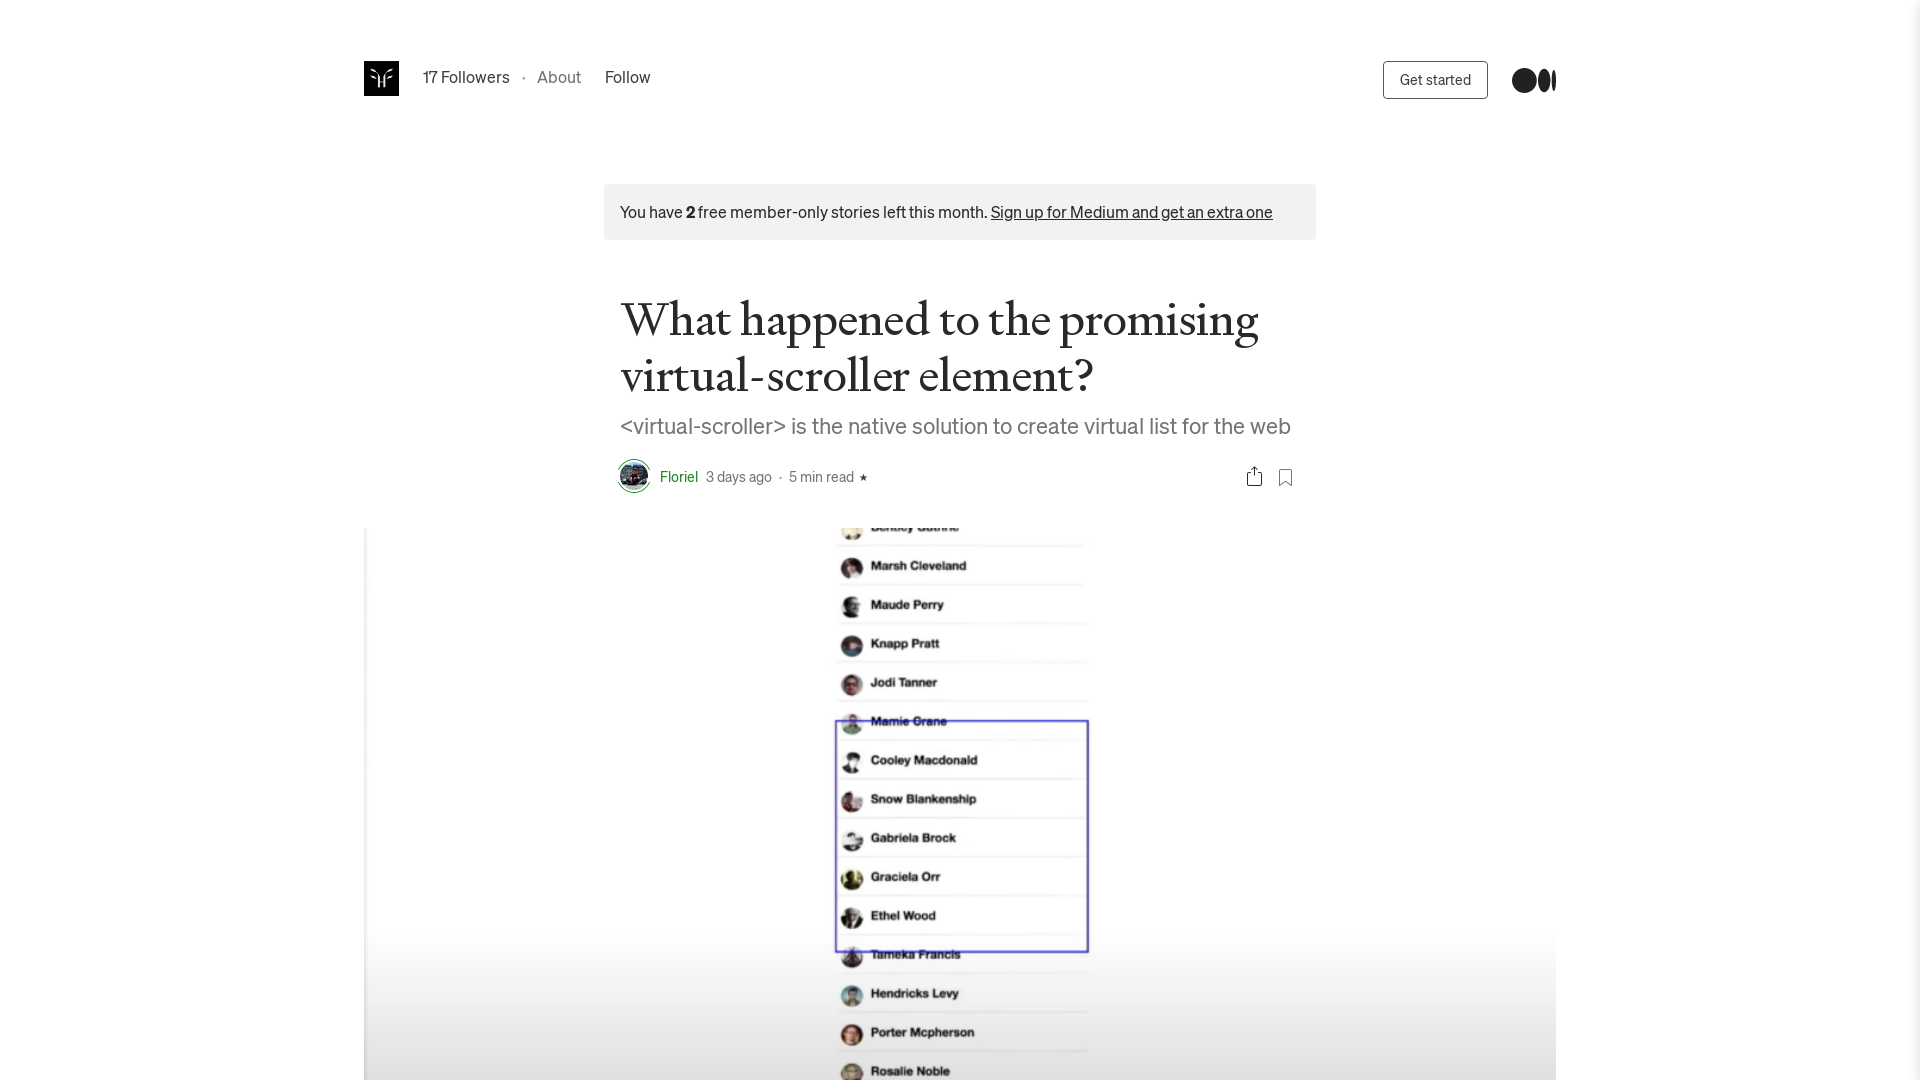 17 Followers · About Follow
Get started
You have 2 free member-only stories left this month. Sign up for Medium and get an extra one
What happened to the promising
virtual-scroller element?
<virtual-scroller> is the native solution to create virtual list for the web
Floriel 3 days ago · 5 min read ★
Bentley Guthrie
Marsh Cleveland
Maude Perry
Knapp Pratt
Jodi Tanner
Mamie Crane
Cooley Macdonald
Snow Blankenship
Gabriela Brock
Graciela Orr
Ethel Wood
Tameka Francis
Hendricks Levy
Porter Mcpherson
Rosalie Noble